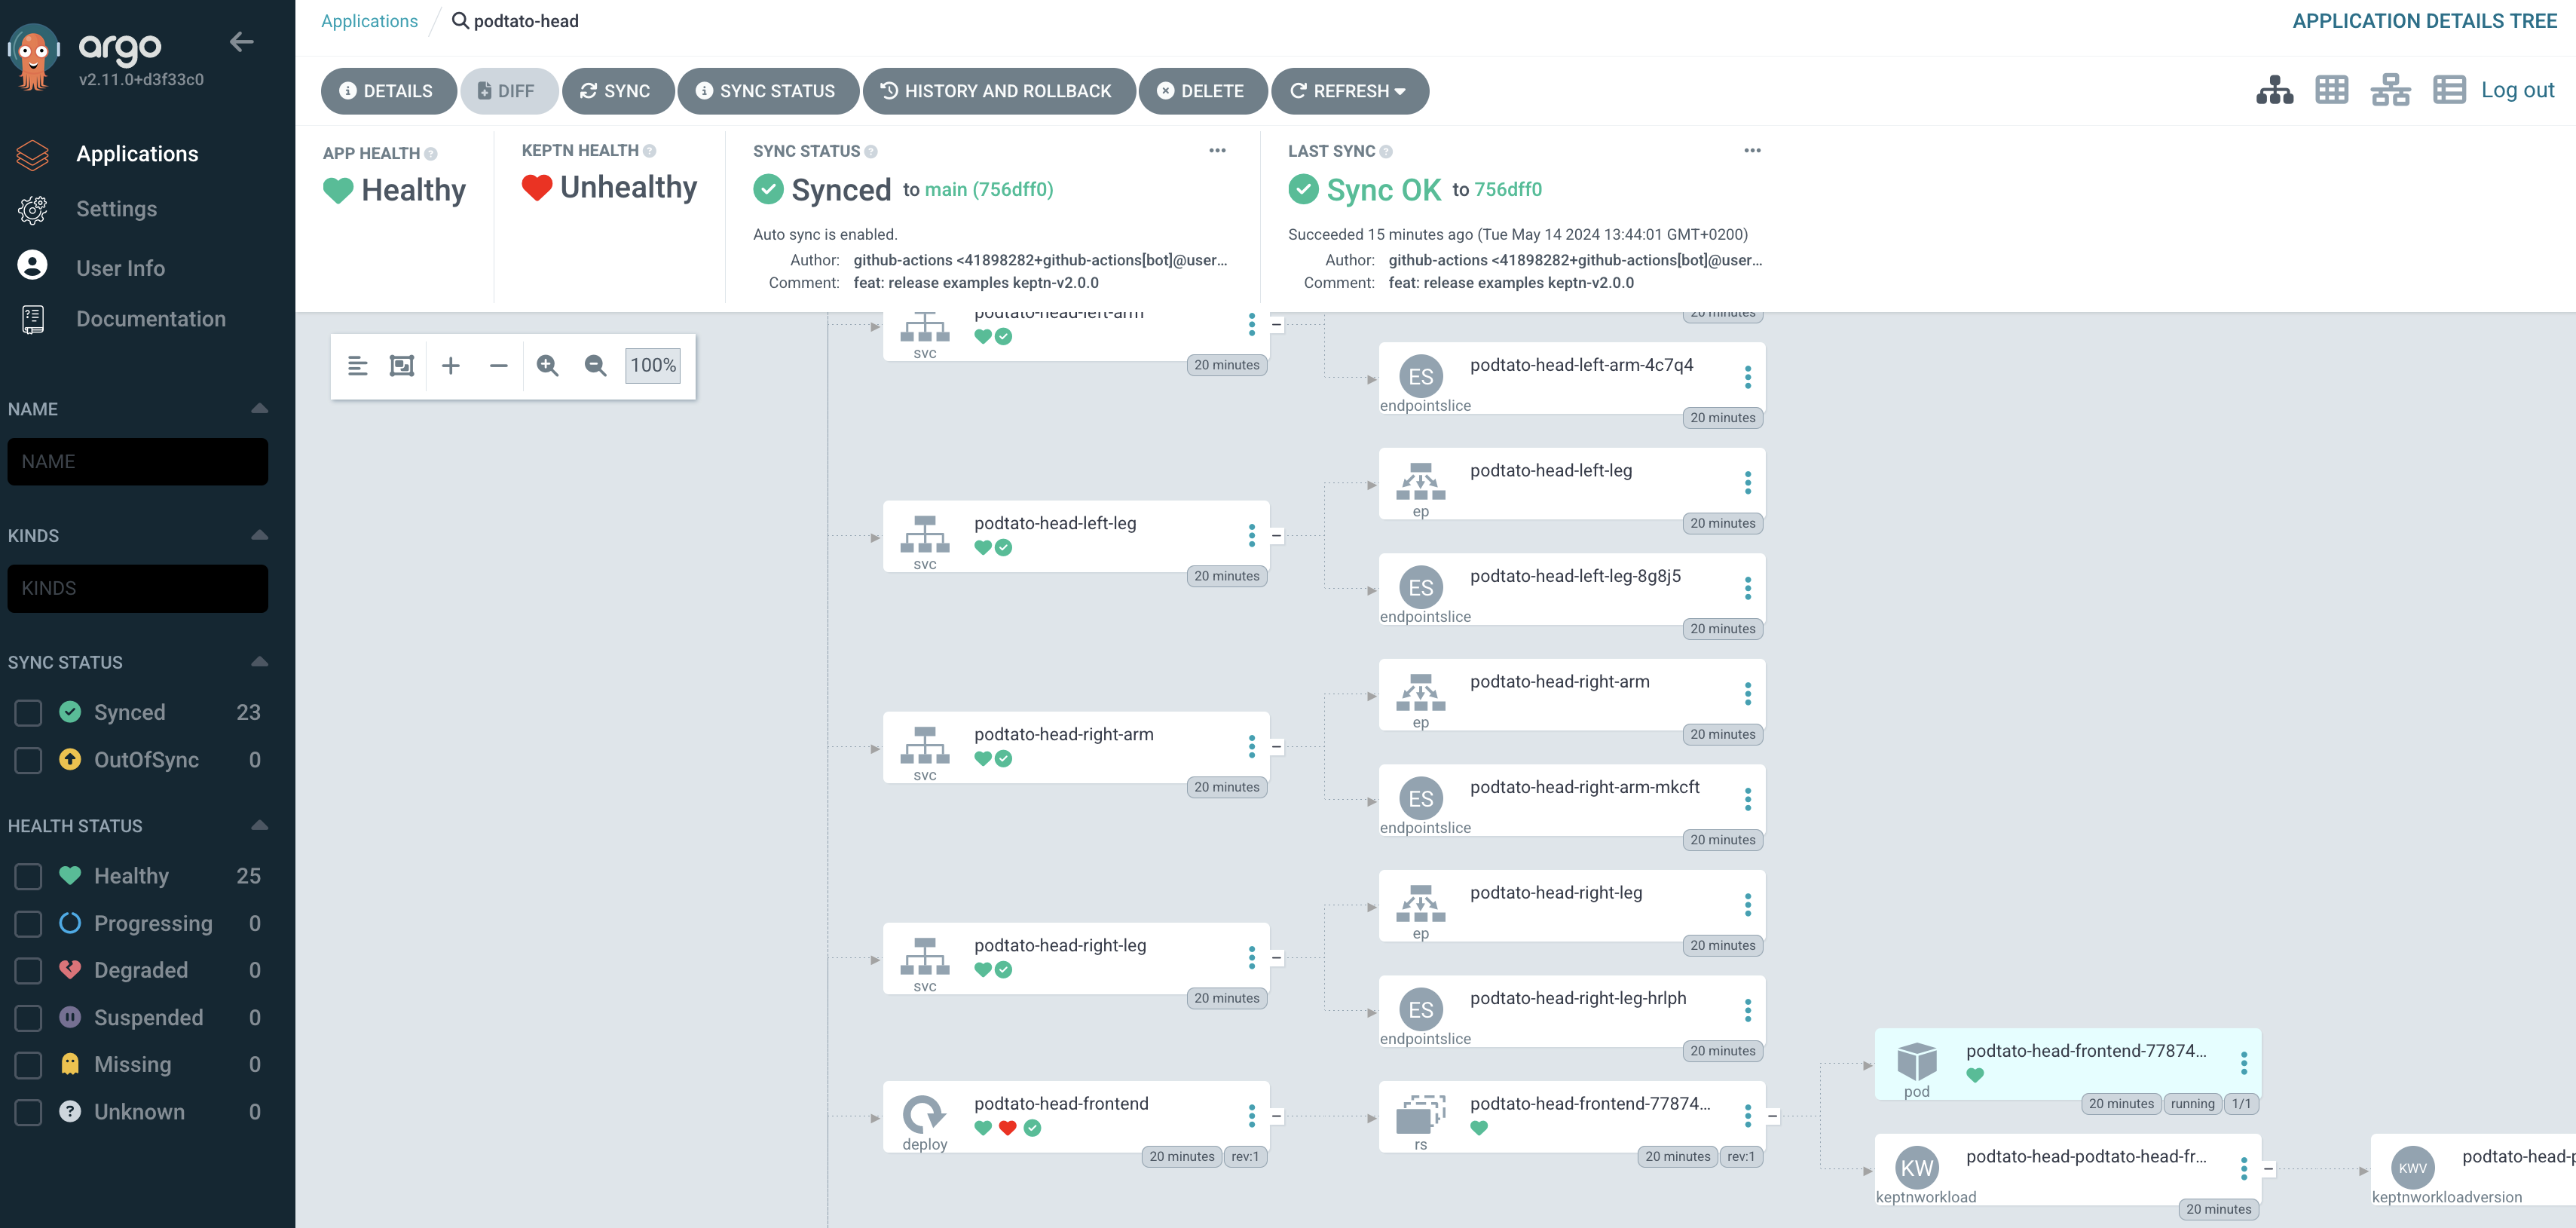 argo
v2.11.0+d3f33c0
Applications
Settings
User Info
Documentation
NAME
NAME
KINDS
KINDS
SYNC STATUS
Synced 23
OutOfSync 0
HEALTH STATUS
Healthy 25
Progressing 0
Degraded 0
Suspended 0
Missing 0
Unknown 0
Applications / podtato-head
APPLICATION DETAILS TREE
DETAILS DIFF SYNC SYNC STATUS HISTORY AND ROLLBACK DELETE REFRESH
Log out
APP HEALTH
Healthy
KEPTN HEALTH
Unhealthy
SYNC STATUS
Synced to main (756dff0)
Auto sync is enabled.
Author: github-actions <41898282+github-actions[bot]@user...
Comment: feat: release examples keptn-v2.0.0
LAST SYNC
Sync OK to 756dff0
Succeeded 15 minutes ago (Tue May 14 2024 13:44:01 GMT+0200)
Author: github-actions <41898282+github-actions[bot]@user...
Comment: feat: release examples keptn-v2.0.0
100%
podtato-head-left-arm
svc
20 minutes
20 minutes
ES
podtato-head-left-arm-4c7q4
endpointslice
20 minutes
podtato-head-left-leg
svc
20 minutes
podtato-head-left-leg
ep
20 minutes
ES
podtato-head-left-leg-8g8j5
endpointslice
20 minutes
podtato-head-right-arm
svc
20 minutes
podtato-head-right-arm
ep
20 minutes
ES
podtato-head-right-arm-mkcft
endpointslice
20 minutes
podtato-head-right-leg
svc
20 minutes
podtato-head-right-leg
ep
20 minutes
ES
podtato-head-right-leg-hrlph
endpointslice
20 minutes
podtato-head-frontend
deploy
20 minutes rev:1
podtato-head-frontend-77874...
rs
20 minutes rev:1
podtato-head-frontend-77874...
pod
20 minutes running 1/1
KW
podtato-head-podtato-head-fr...
keptnworkload
20 minutes
KWV
podtato-head-p
keptnworkloadversion